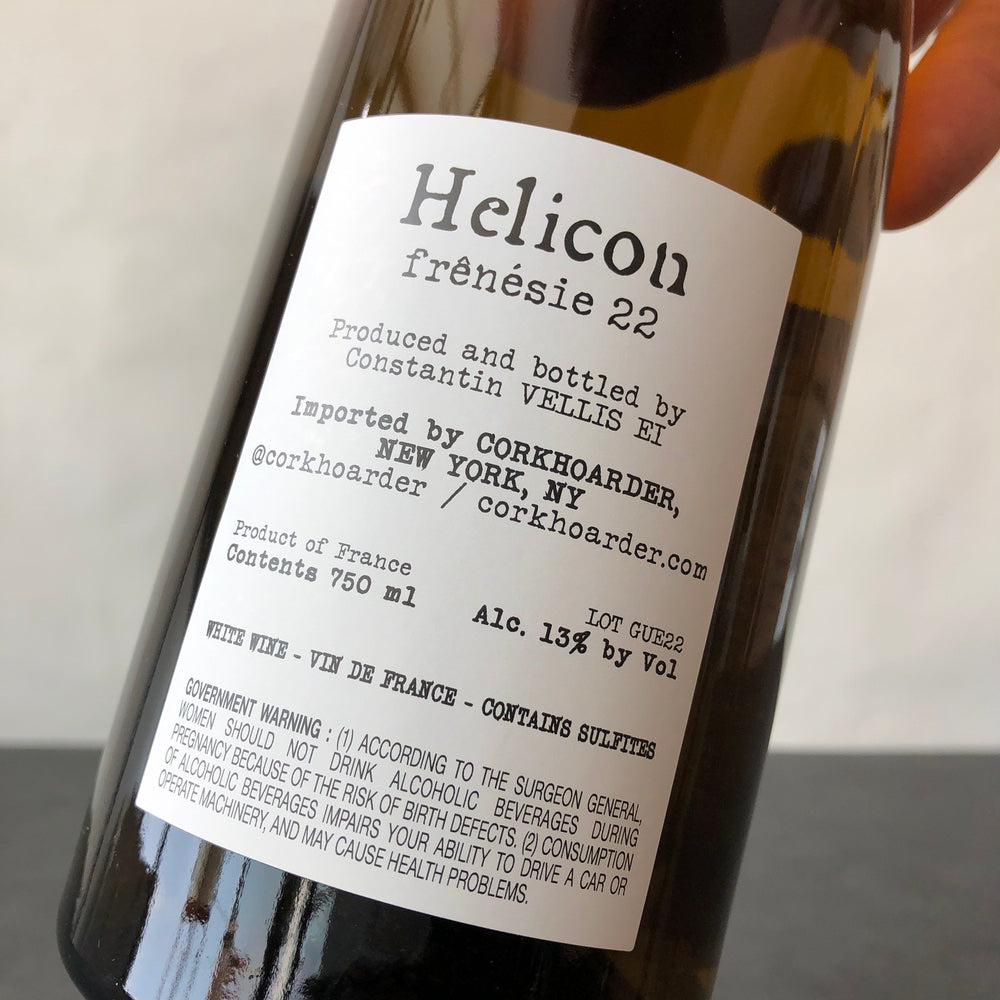 Helicon
frênésie 22
Produced and bottled by
Constantin VELLIS EI
Imported by CORKHOARDER,
NEW YORK, NY
@corkhoarder / corkhoarder.com
Product of France
Contents 750 ml
LOT GUE22
Alc. 13% by Vol
WHITE WINE - VIN DE FRANCE - CONTAINS SULFITES
GOVERNMENT WARNING : (1) ACCORDING TO THE SURGEON GENERAL,
WOMEN SHOULD NOT DRINK ALCOHOLIC BEVERAGES DURING
PREGNANCY BECAUSE OF THE RISK OF BIRTH DEFECTS. (2) CONSUMPTION
OF ALCOHOLIC BEVERAGES IMPAIRS YOUR ABILITY TO DRIVE A CAR OR
OPERATE MACHINERY, AND MAY CAUSE HEALTH PROBLEMS.